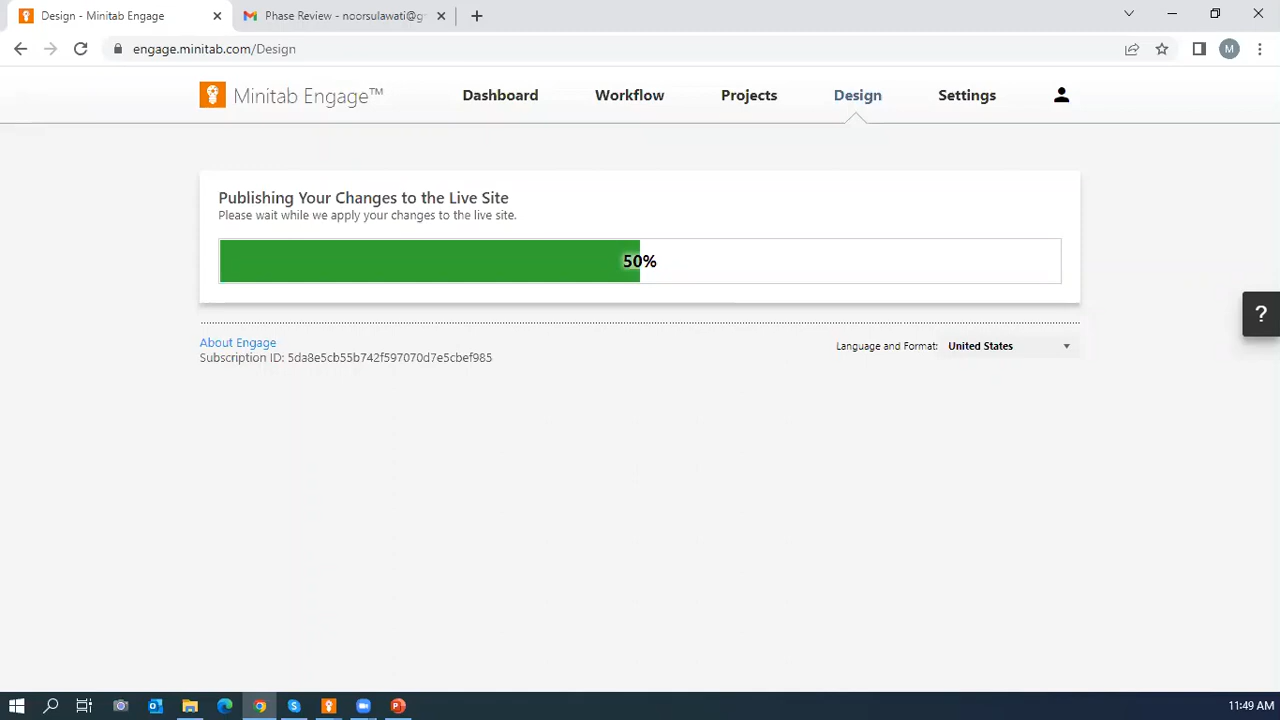 Design - Minitab Engage
Phase Review - noorsulawati@g
engage.minitab.com/Design
M
Minitab Engage™
Dashboard
Workflow
Projects
Design
Settings
Publishing Your Changes to the Live Site
Please wait while we apply your changes to the live site.
50%
?
About Engage
Language and Format: United States
Subscription ID: 5da8e5cb55b742f597070d7e5cbef985
11:49 AM